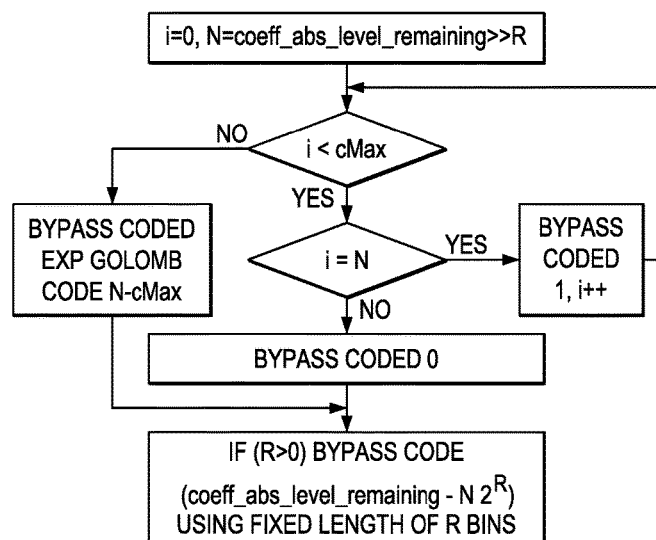 i=0, N=coeff_abs_level_remaining>>R
i < cMax
NO
YES
BYPASS CODED
EXP GOLOMB
CODE N-cMax
i = N
YES
NO
BYPASS
CODED
1, i++
BYPASS CODED 0
IF (R>0) BYPASS CODE
(coeff_abs_level_remaining - N 2^R)
USING FIXED LENGTH OF R BINS